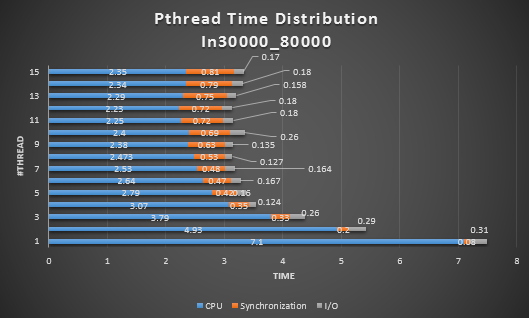 Pthread Time Distribution
In30000_80000
0.17
15 2.35 0.81 0.18
2.34 0.79 0.158
13 2.29 0.75 0.18
2.23 0.72 0.18
11 2.25 0.72
2.4 0.69 0.26
9 2.38 0.63 0.135
2.473 0.53 0.127
7 2.53 0.48 0.164
2.64 0.47 0.167
5 2.79 0.42 0.16
3.07 0.35 0.124
3 3.79 0.33 0.26
4.93 0.2 0.29
1 7.1 0.08 0.31
0 1 2 3 4 5 6 7 8
#THREAD
TIME
CPU Synchronization I/O